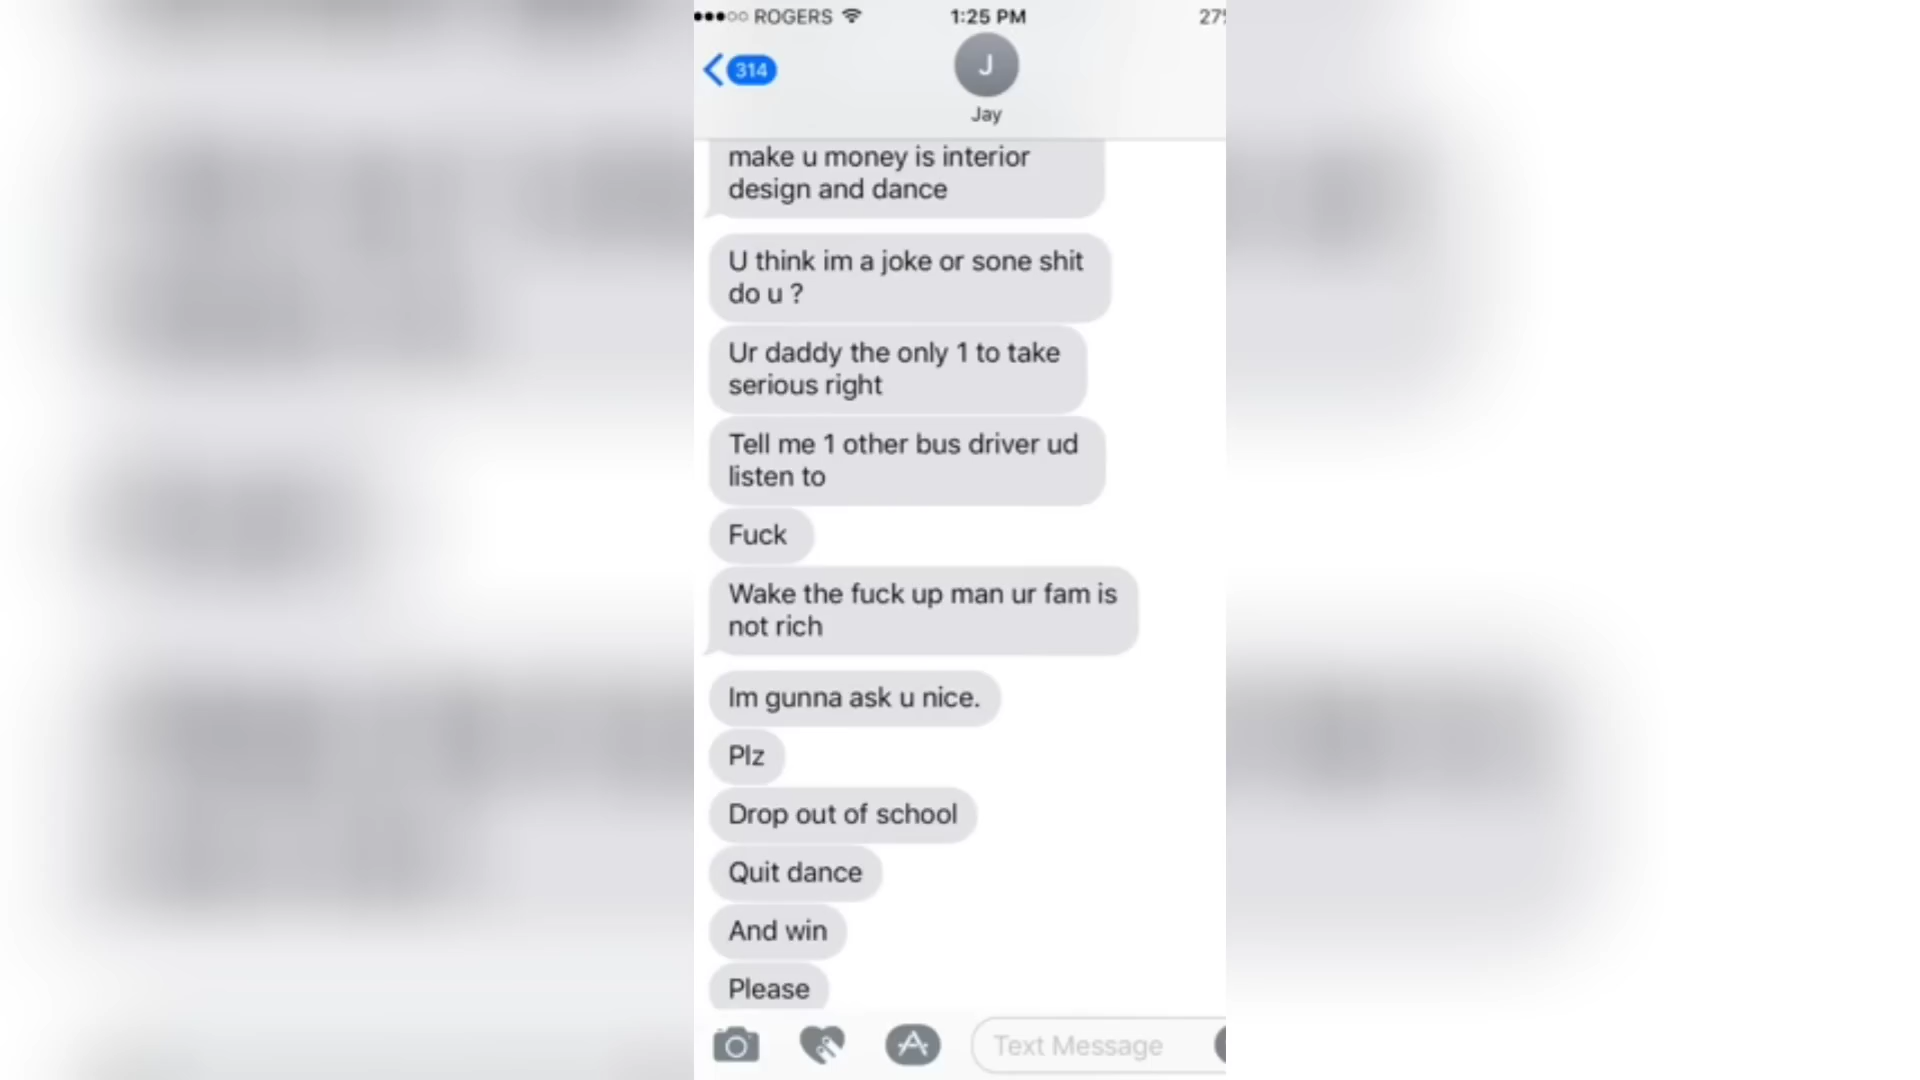 ROGERS 1:25 PM 27
314
J
Jay
make u money is interior
design and dance
U think im a joke or sone shit
do u ?
Ur daddy the only 1 to take
serious right
Tell me 1 other bus driver ud
listen to
Fuck
Wake the fuck up man ur fam is
not rich
Im gunna ask u nice.
Plz
Drop out of school
Quit dance
And win
Please
Text Message